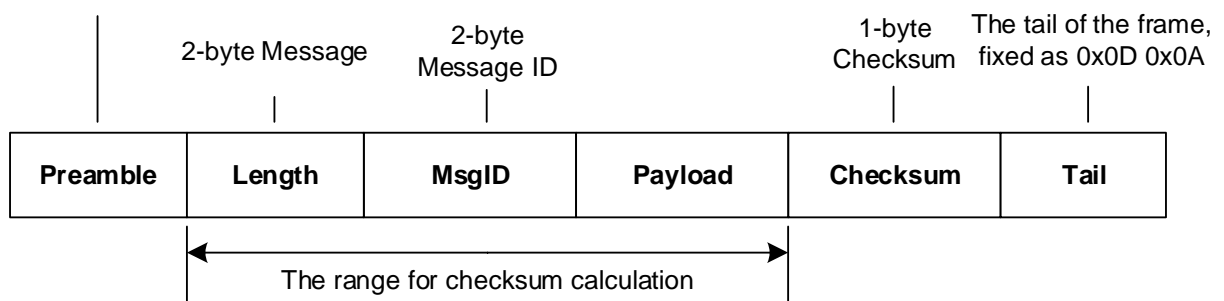 2-byte Message
2-byte
Message ID
1-byte
Checksum
The tail of the frame,
fixed as 0x0D 0x0A
Preamble
Length
MsgID
Payload
Checksum
Tail
The range for checksum calculation